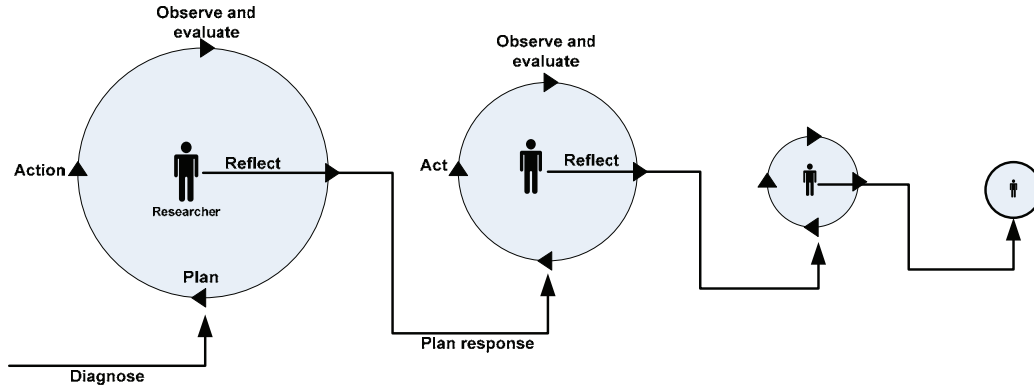 Observe and
evaluate
Action
Reflect
Researcher
Plan
Diagnose
Observe and
evaluate
Act
Reflect
Plan response